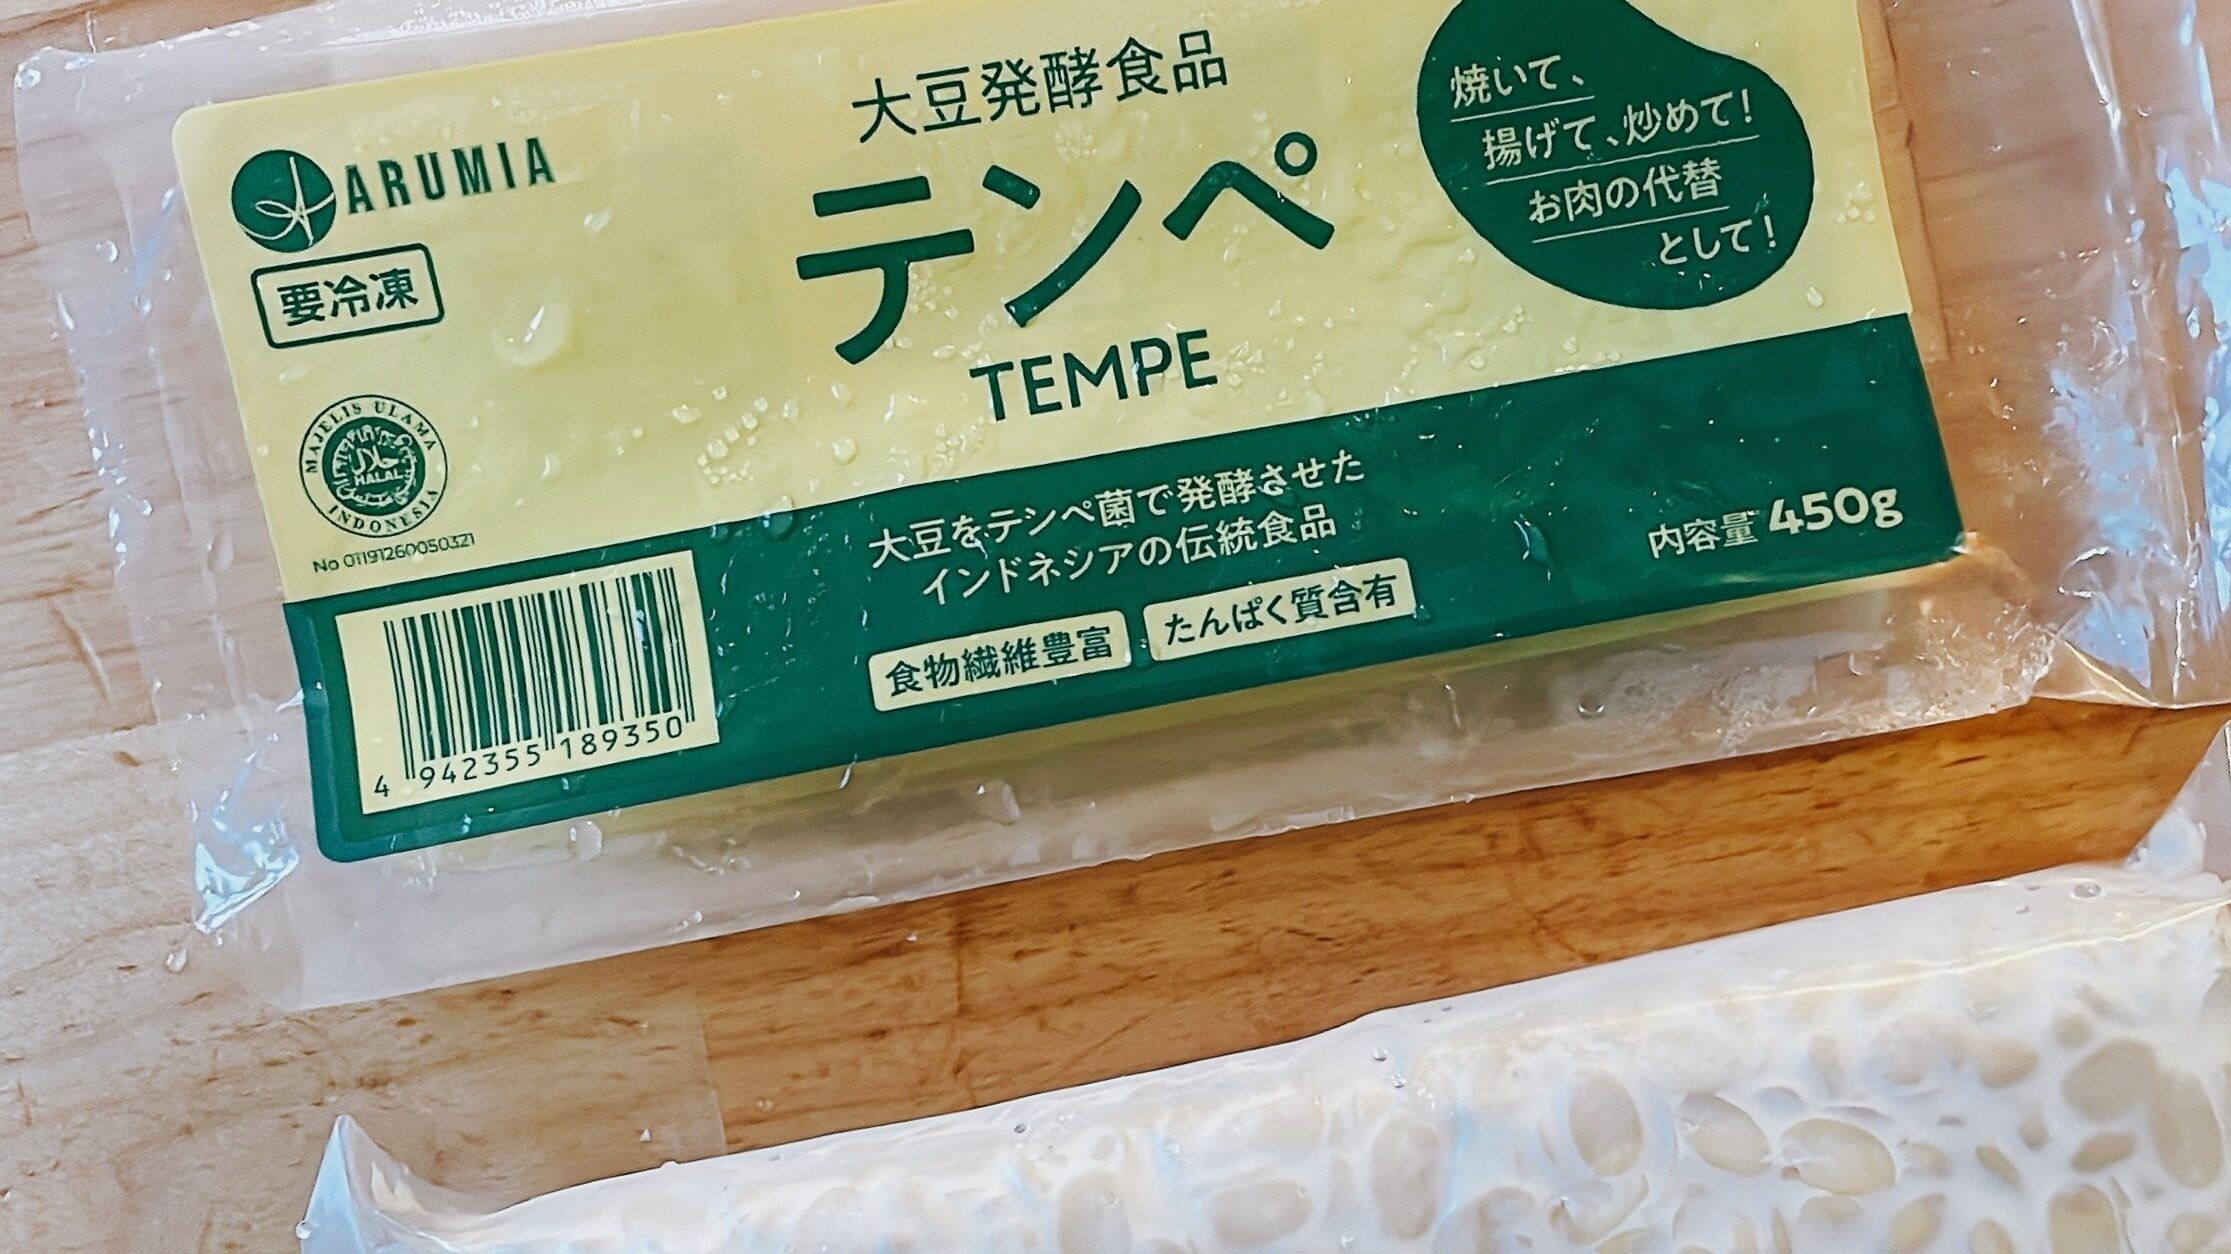 大豆発酵食品
テンペ
TEMPE
焼いて、
揚げて、炒めて!
お肉の代替
として!
ARUMIA
要冷凍
MAJELIS ULAMA
HALAL
INDONESIA
No 01191260050321
大豆をテンペ菌で発酵させた
インドネシアの伝統食品
食物繊維豊富
たんぱく質含有
内容量 450g
4 942355 189350